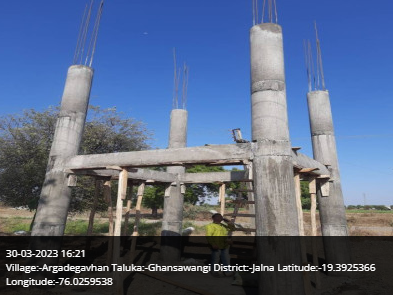 30-03-2023 16:21
Village:-Argadegavhan Taluka:-Ghansawangi District:-Jalna Latitude:-19.3925366
Longitude:-76.0259538